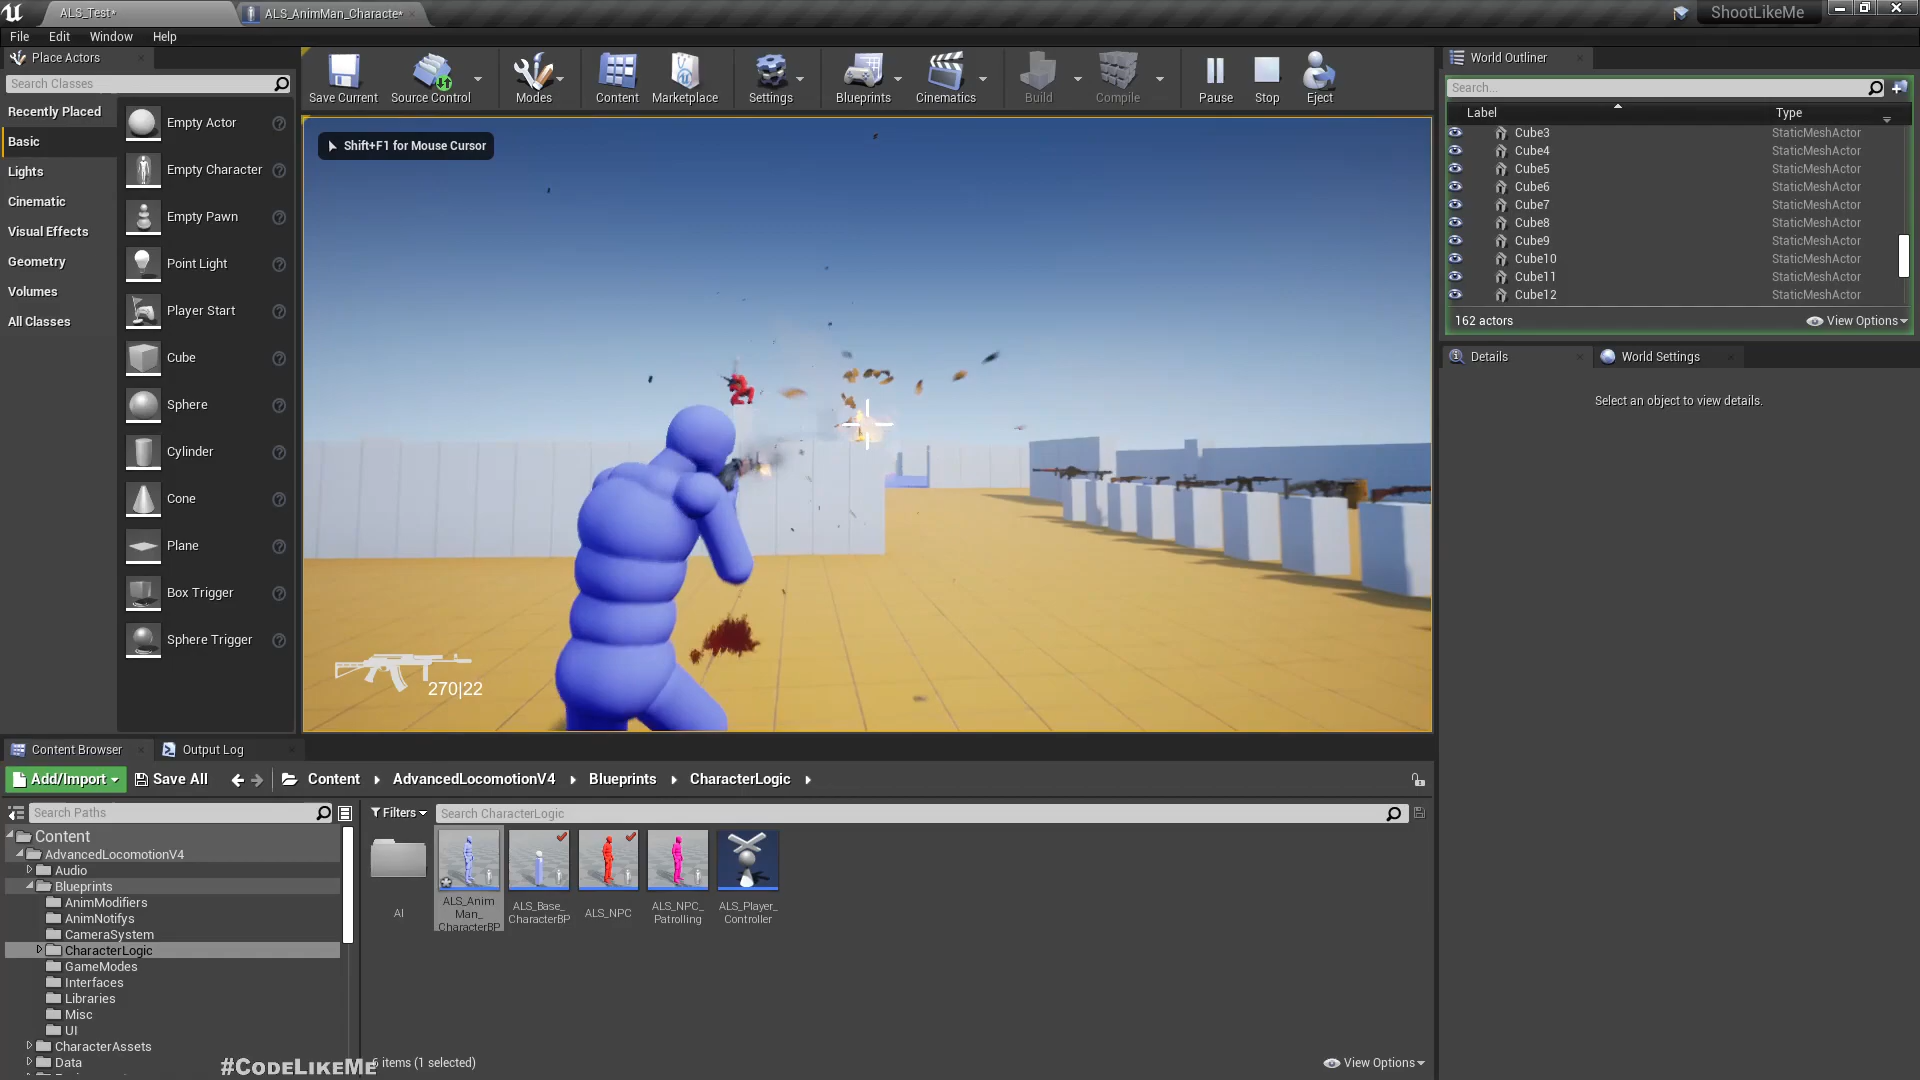 ALS_Test*
ALS_AnimMan_Characte*
ShootLikeMe
File Edit Window Help
Place Actors
Search Classes
Recently Placed
Basic
Lights
Cinematic
Visual Effects
Geometry
Volumes
All Classes
Empty Actor
Empty Character
Empty Pawn
Point Light
Player Start
Cube
Sphere
Cylinder
Cone
Plane
Box Trigger
Sphere Trigger
Save Current
Source Control
Modes
Content
Marketplace
Settings
Blueprints
Cinematics
Build
Compile
Pause
Stop
Eject
Shift+F1 for Mouse Cursor
270|22
World Outliner
Search...
Label Type
Cube3 StaticMeshActor
Cube4 StaticMeshActor
Cube5 StaticMeshActor
Cube6 StaticMeshActor
Cube7 StaticMeshActor
Cube8 StaticMeshActor
Cube9 StaticMeshActor
Cube10 StaticMeshActor
Cube11 StaticMeshActor
Cube12 StaticMeshActor
162 actors
View Options
Details
World Settings
Select an object to view details.
Content Browser
Output Log
Add/Import
Save All
Content
AdvancedLocomotionV4
Blueprints
CharacterLogic
Search Paths
Filters
Search CharacterLogic
Content
AdvancedLocomotionV4
Audio
Blueprints
AnimModifiers
AnimNotifys
CameraSystem
CharacterLogic
GameModes
Interfaces
Libraries
Misc
UI
CharacterAssets
Data
AI
ALS_Anim
Man_
CharacterBP
ALS_Base_
CharacterBP
ALS_NPC
ALS_NPC_
Patrolling
ALS_Player_
Controller
#CodeLikeMe
items (1 selected)
View Options